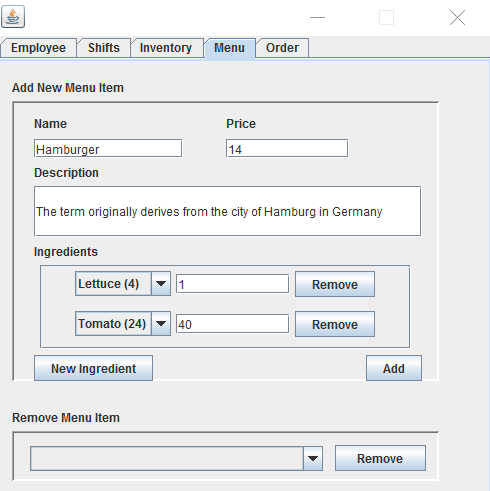 Employee Shifts Inventory Menu Order
Add New Menu Item
Name Price
Hamburger 14
Description
The term originally derives from the city of Hamburg in Germany
Ingredients
Lettuce (4) 1 Remove
Tomato (24) 40 Remove
New Ingredient Add
Remove Menu Item
Remove